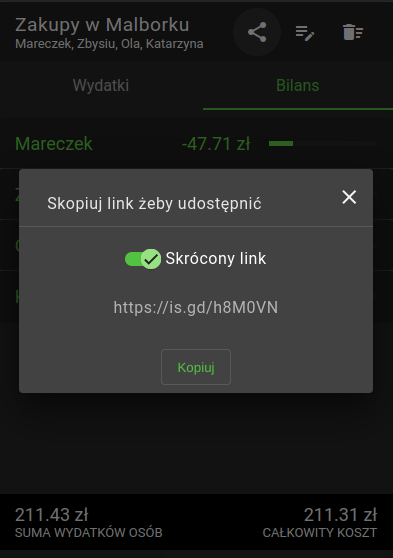 Zakupy w Malborku
Mareczek, Zbysiu, Ola, Katarzyna
Wydatki Bilans
Mareczek -47.71 zł
Skopiuj link żeby udostępnić
Skrócony link
https://is.gd/h8M0VN
Kopiuj
211.43 zł 211.31 zł
SUMA WYDATKÓW OSÓB CAŁKOWITY KOSZT